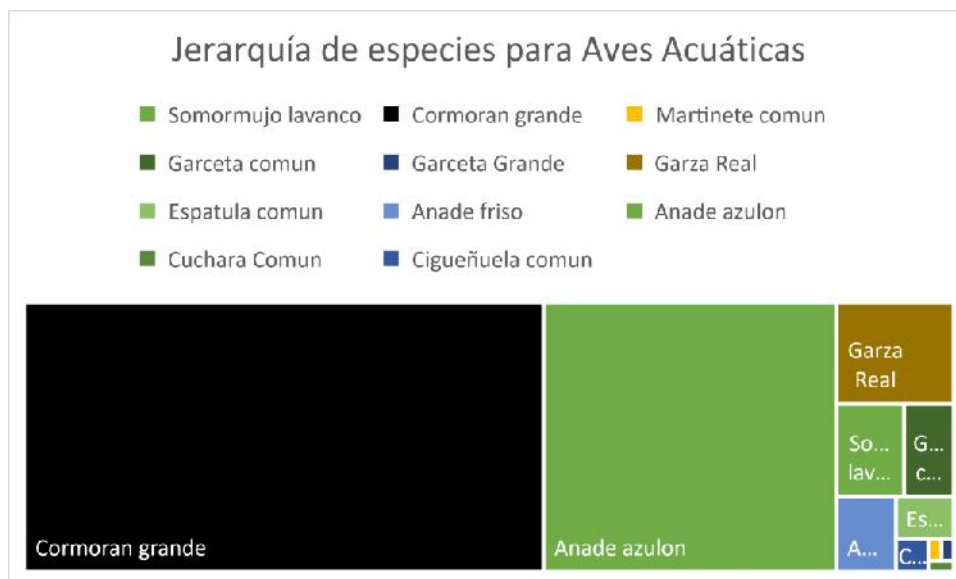 Jerarquía de especies para Aves Acuáticas
Somormujo lavanco
Cormoran grande
Martinete comun
Garceta comun
Garceta Grande
Garza Real
Espatula comun
Anade friso
Anade azulon
Cuchara Comun
Cigueñuela comun
Cormoran grande
Anade azulon
Garza
Real
So...
lav...
G...
c...
A...
Es...
C...